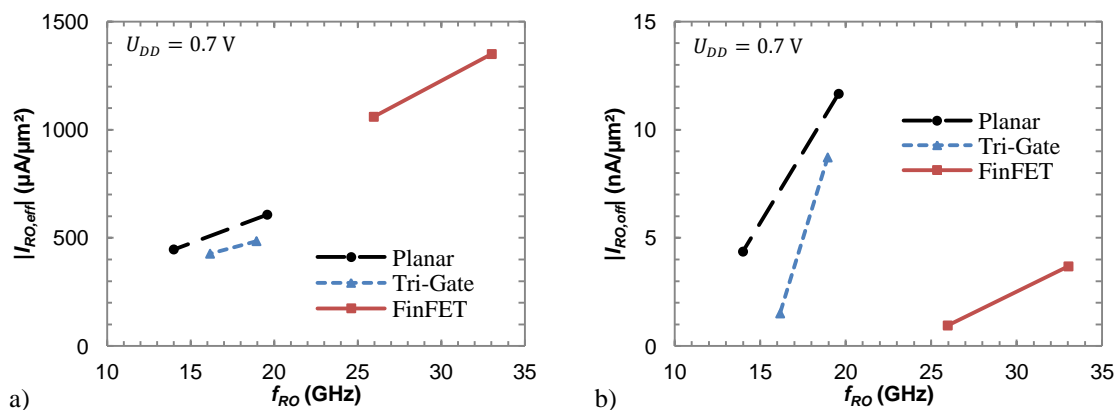 U_DD = 0.7 V
|I_RO,eff| (µA/µm²)
1500
1000
500
0
Planar
Tri-Gate
FinFET
10 15 20 25 30 35
f_RO (GHz)
a)
U_DD = 0.7 V
|I_RO,off| (nA/µm²)
15
10
5
0
Planar
Tri-Gate
FinFET
10 15 20 25 30 35
f_RO (GHz)
b)